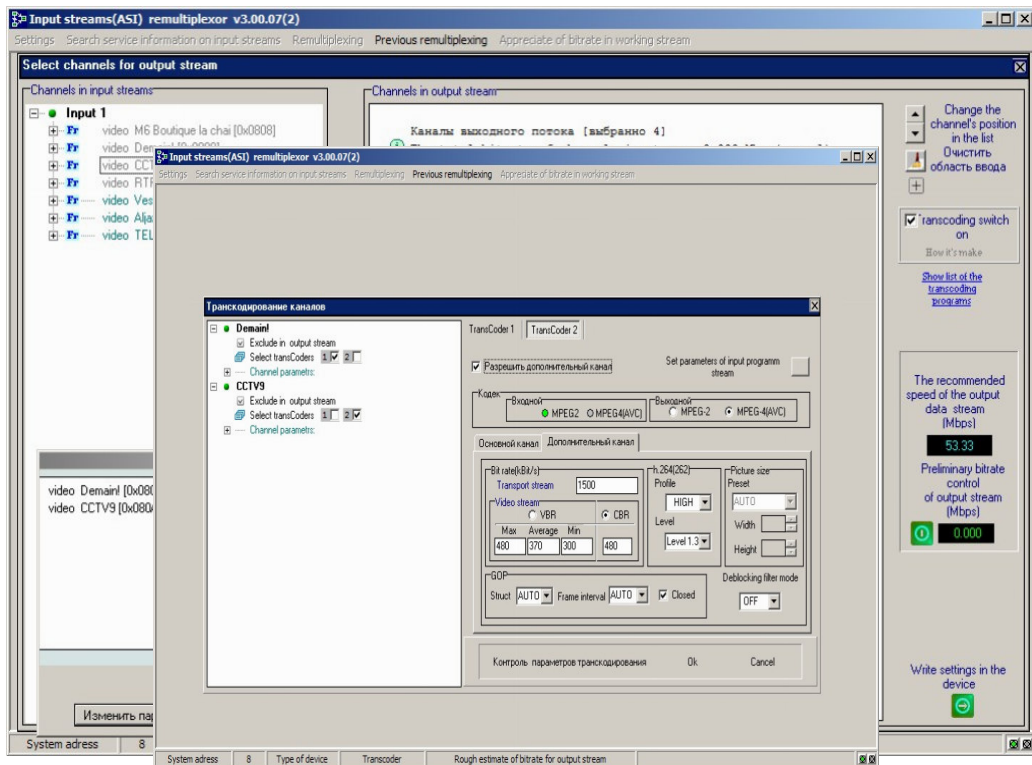 Input streams(ASI) remultiplexor v3.00.07(2)
Settings Search service information on input streams Remultiplexing Previous remultiplexing Appreciate of bitrate in working stream
Select channels for output stream
Channels in input streams
Input 1
Fr video M6 Boutique la chai [0x0808]
Fr video
Fr video CCT
Fr video RTF
Fr video Ves
Fr video Alja
Fr video TEL
Channels in output stream
Каналы выходного потока [выбранно 4]
Change the
channel's position
in the list
Очистить
область ввода
Transcoding switch
on
How it's make
Show list of the
transcoding
programs
The recommended
speed of the output
data stream
(Mbps)
53.33
Preliminary bitrate
control
of output stream
(Mbps)
0.000
Write settings in the
device
video Demain! [0x080
video CCTV9 [0x080
Изменить пар
System adress 8
Input streams(ASI) remultiplexor v3.00.07(2)
Settings Search service information on input streams Remultiplexing Previous remultiplexing Appreciate of bitrate in working stream
Транскодирование каналов
Demain!
Exclude in output stream
Select transCoders 1 2
Channel parametrs:
CCTV9
Exclude in output stream
Select transCoders 1 2
Channel parametrs:
TransCoder 1 TransCoder 2
Разрешить дополнительный канал
Set parameters of input programm
stream
Кодек
Входной
MPEG2 MPEG4(AVC)
Выходной
MPEG-2 MPEG-4(AVC)
Основной канал Дополнительный канал
Bit rate(kBit/s)
Transport stream 1500
Video stream
VBR CBR
Max Average Min
480 370 300 480
h.264(262)
Profile
HIGH
Level
Level 1.3
Picture size
Preset
AUTO
Width
Height
GOP
Struct AUTO Frame interval AUTO Closed
Deblocking filter mode
OFF
Контроль параметров транскодирования Ok Cancel
System adress 8 Type of device Transcoder Rough estimate of bitrate for output stream